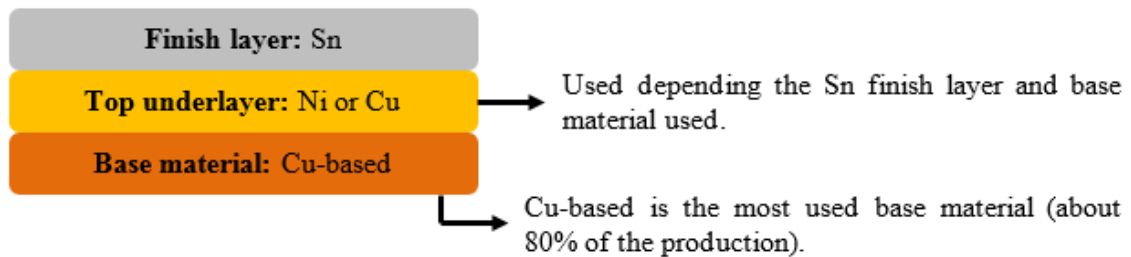 Finish layer: Sn
Top underlayer: Ni or Cu
Used depending the Sn finish layer and base
material used.
Base material: Cu-based
Cu-based is the most used base material (about
80% of the production).